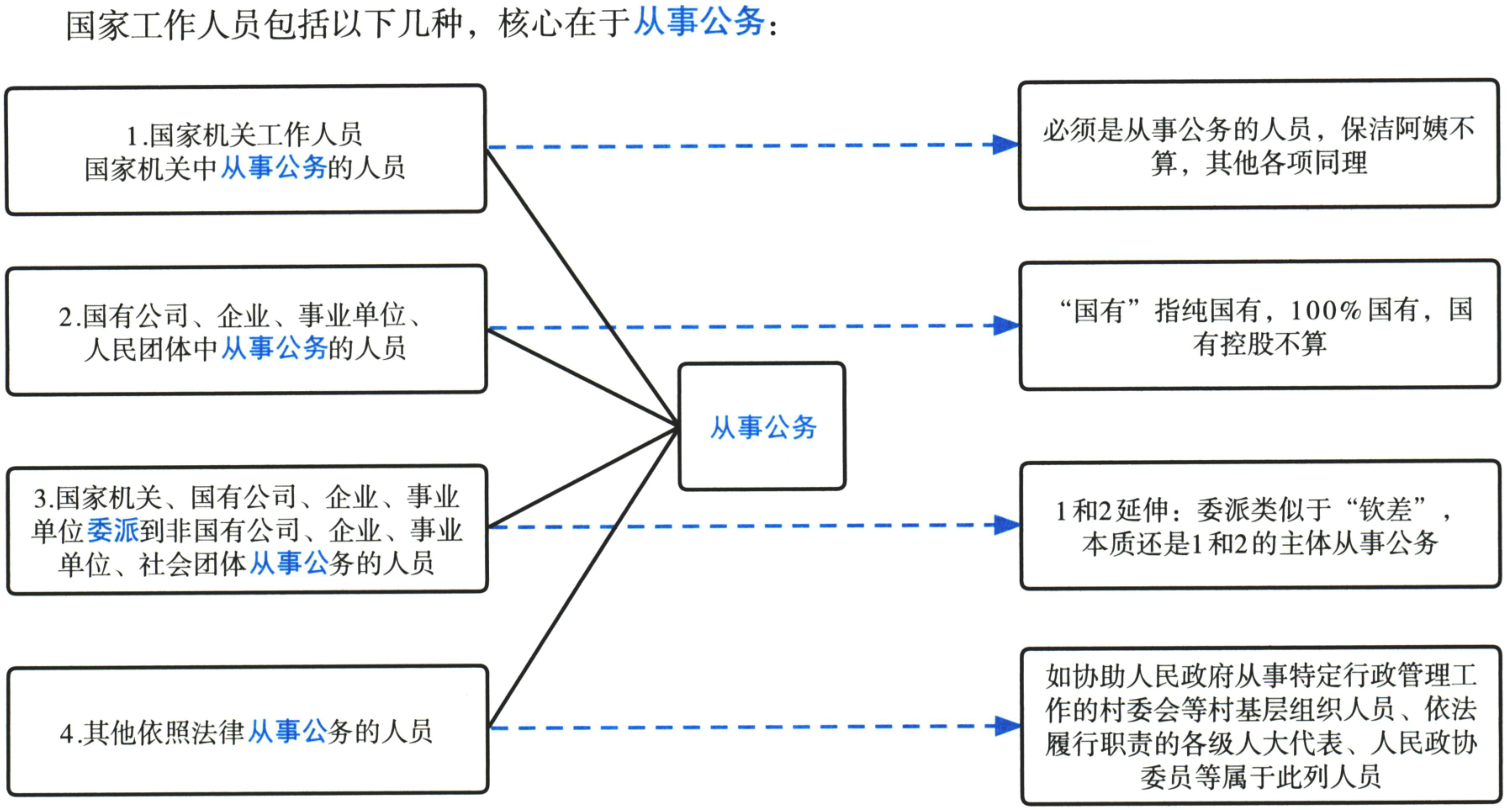 国家工作人员包括以下几种，核心在于从事公务：
1.国家机关工作人员
国家机关中从事公务的人员
必须是从事公务的人员，保洁阿姨不
算，其他各项同理
2.国有公司、企业、事业单位、
人民团体中从事公务的人员
“国有”指纯国有，100%国有，国
有控股不算
从事公务
3.国家机关、国有公司、企业、事业
单位委派到非国有公司、企业、事业
单位、社会团体从事公务的人员
1和2延伸：委派类似于“钦差”，
本质还是1和2的主体从事公务
4.其他依照法律从事公务的人员
如协助人民政府从事特定行政管理工
作的村委会等村基层组织人员、依法
履行职责的各级人大代表、人民政协
委员等属于此列人员